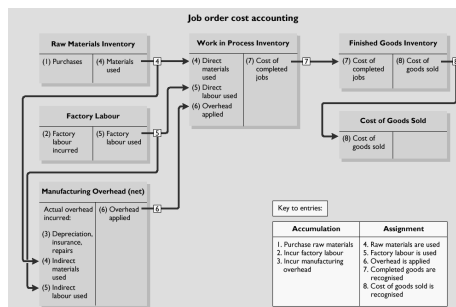 Job order cost accounting
Raw Materials Inventory
(1) Purchases
(4) Materials
used
4
Work in Process Inventory
(4) Direct
materials
used
(5) Direct
labour used
(6) Overhead
applied
(7) Cost of
completed
jobs
7
Finished Goods Inventory
(7) Cost of
completed
jobs
(8) Cost of
goods sold
Factory Labour
(2) Factory
labour
incurred
(5) Factory
labour used
5
Cost of Goods Sold
(8) Cost of
goods sold
Manufacturing Overhead (net)
Actual overhead
incurred:
(3) Depreciation,
insurance,
repairs
(4) Indirect
materials
used
(5) Indirect
labour used
(6) Overhead
applied
6
Key to entries:
Accumulation
1. Purchase raw materials
2. Incur factory labour
3. Incur manufacturing
overhead
Assignment
4. Raw materials are used
5. Factory labour is used
6. Overhead is applied
7. Completed goods are
recognised
8. Cost of goods sold is
recognised